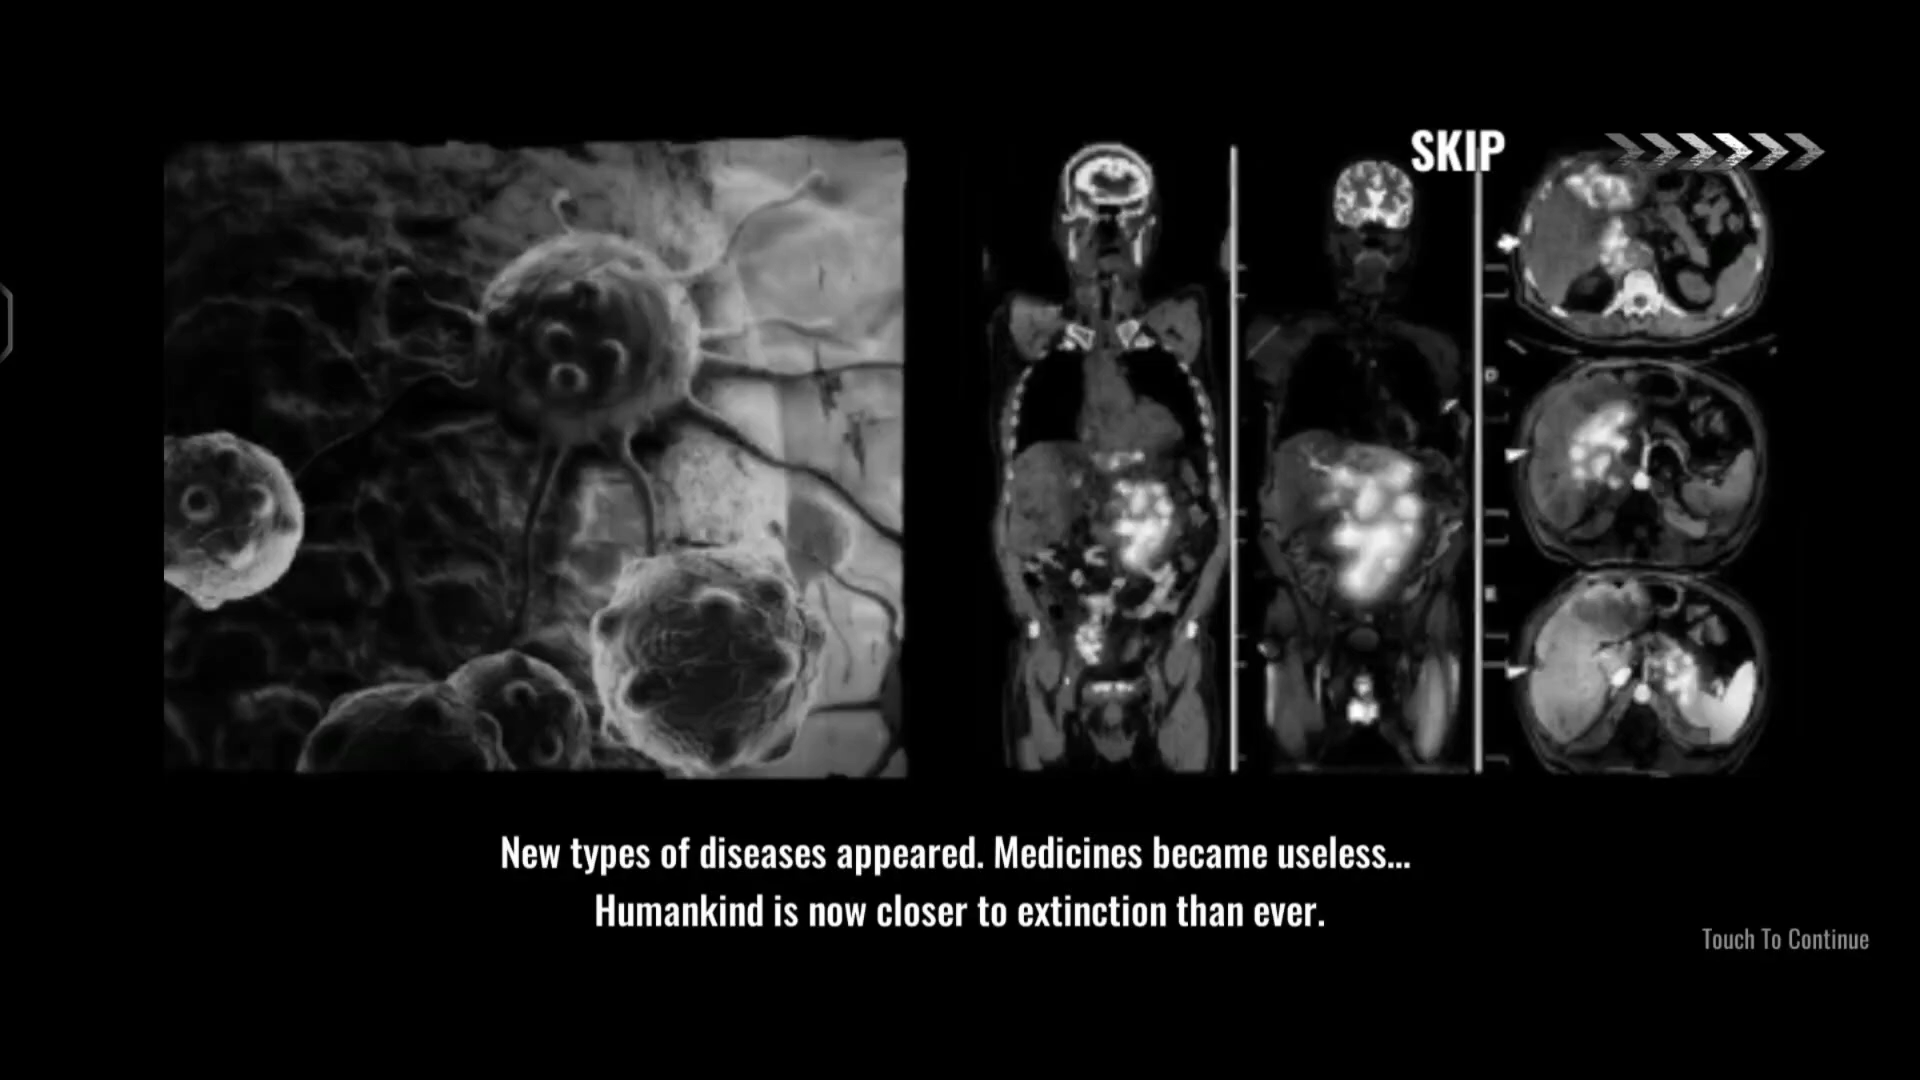 SKIP
New types of diseases appeared. Medicines became useless...
Humankind is now closer to extinction than ever.
Touch To Continue